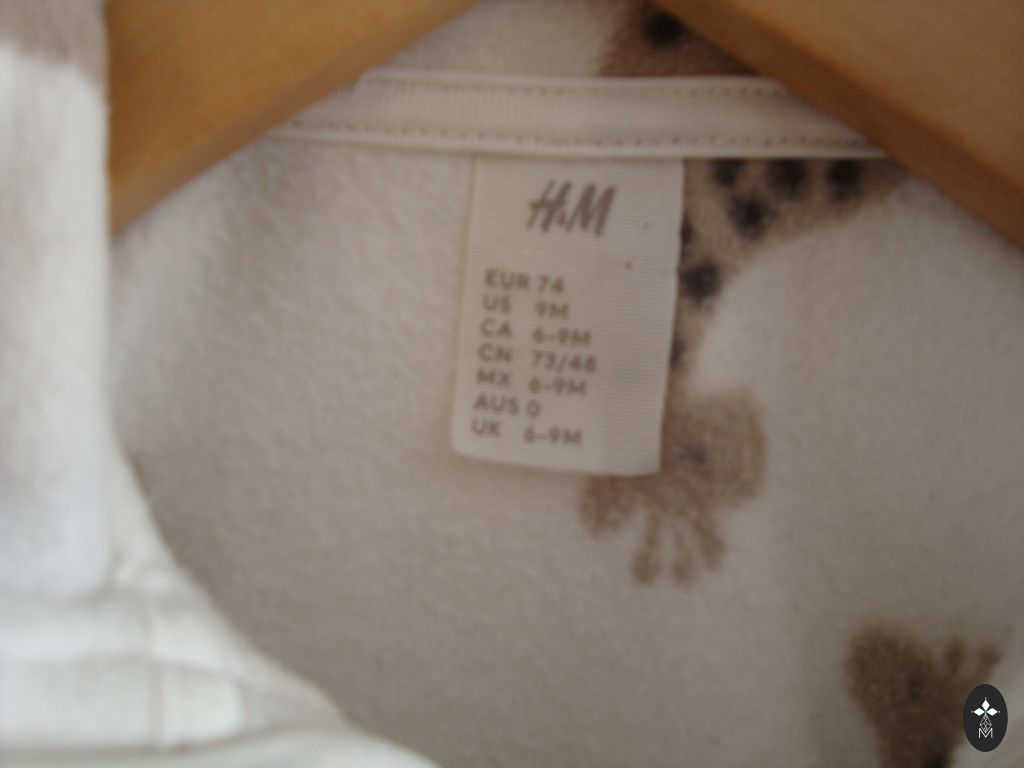 H&M
EUR 74
US 9M
CA 6-9M
CN 73/48
MX 6-9M
AUS 0
UK 6-9M
M